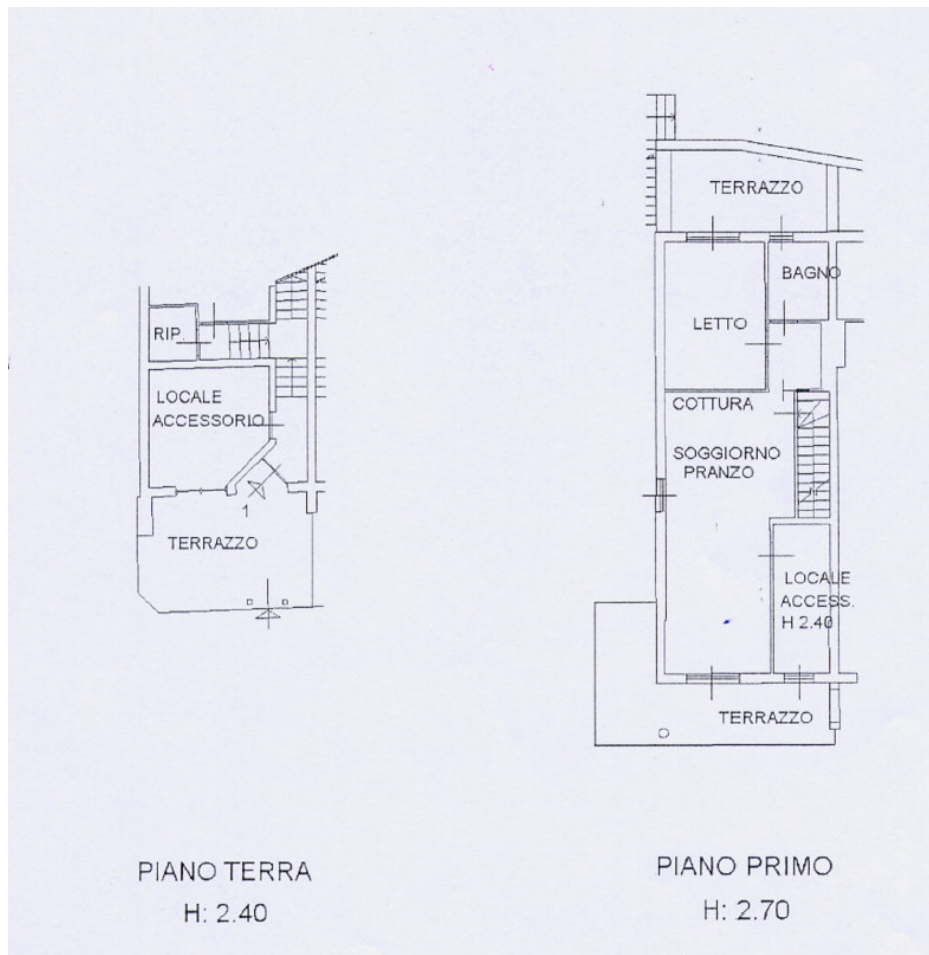 RIP.
LOCALE
ACCESSORIO
1
TERRAZZO
PIANO TERRA
H: 2.40
TERRAZZO
BAGNO
LETTO
COTTURA
SOGGIORNO
PRANZO
LOCALE
ACCESS.
H 2.40
TERRAZZO
PIANO PRIMO
H: 2.70